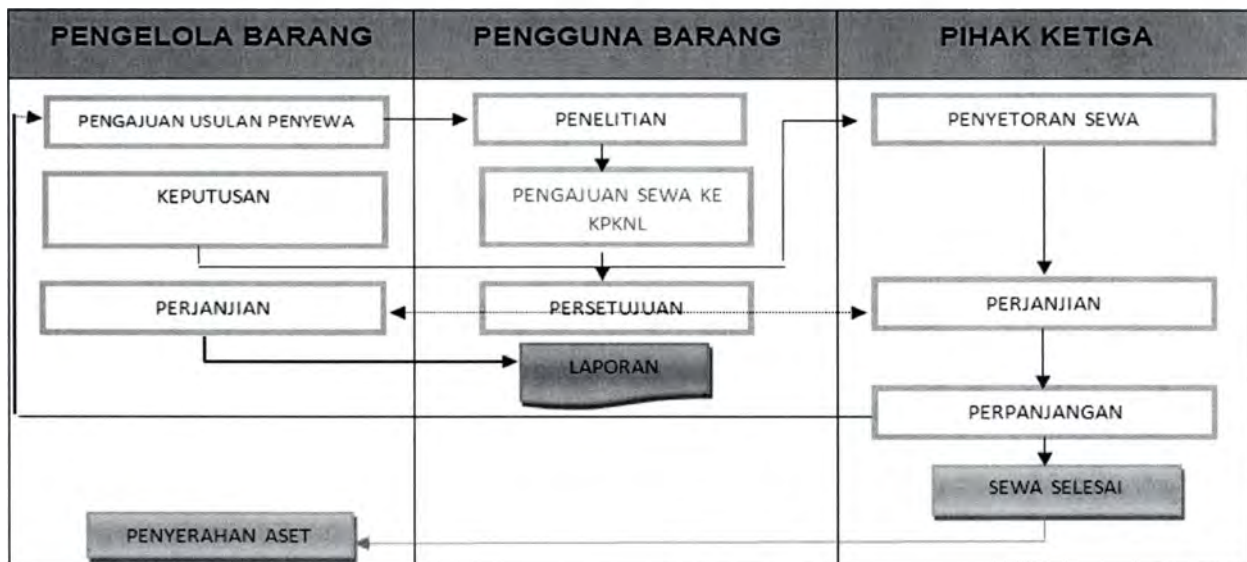 PENGELOLA BARANG
PENGGUNA BARANG
PIHAK KETIGA
PENGAJUAN USULAN PENYEWA
PENELITIAN
PENYETORAN SEWA
KEPUTUSAN
PENGAJUAN SEWA KE
KPKNL
PERJANJIAN
PERSETUJUAN
PERJANJIAN
LAPORAN
PERPANJANGAN
SEWA SELESAI
PENYERAHAN ASET